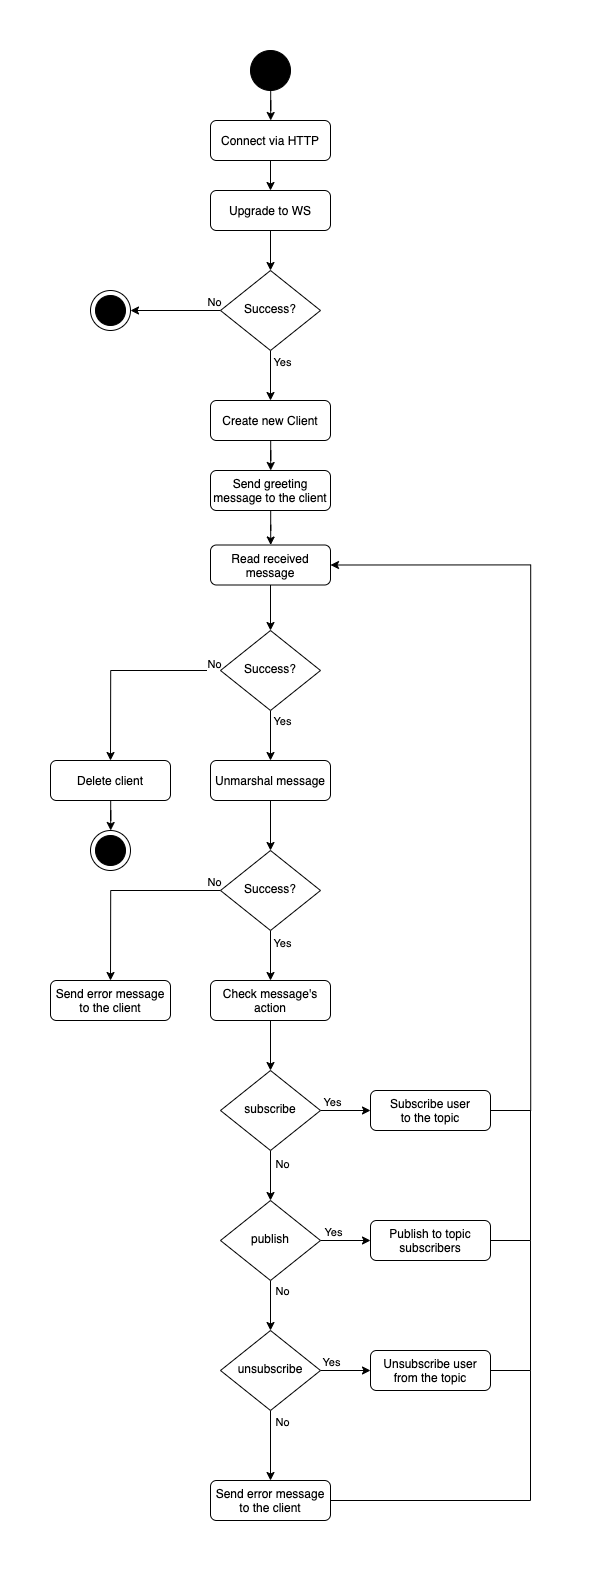 Connect via HTTP
Upgrade to WS
No
Success?
Yes
Create new Client
Send greeting
message to the client
Read received
message
No
Success?
Yes
Delete client
Unmarshal message
No
Success?
Yes
Send error message
to the client
Check message's
action
subscribe
Yes
Subscribe user
to the topic
No
publish
Yes
Publish to topic
subscribers
No
unsubscribe
Yes
Unsubscribe user
from the topic
No
Send error message
to the client